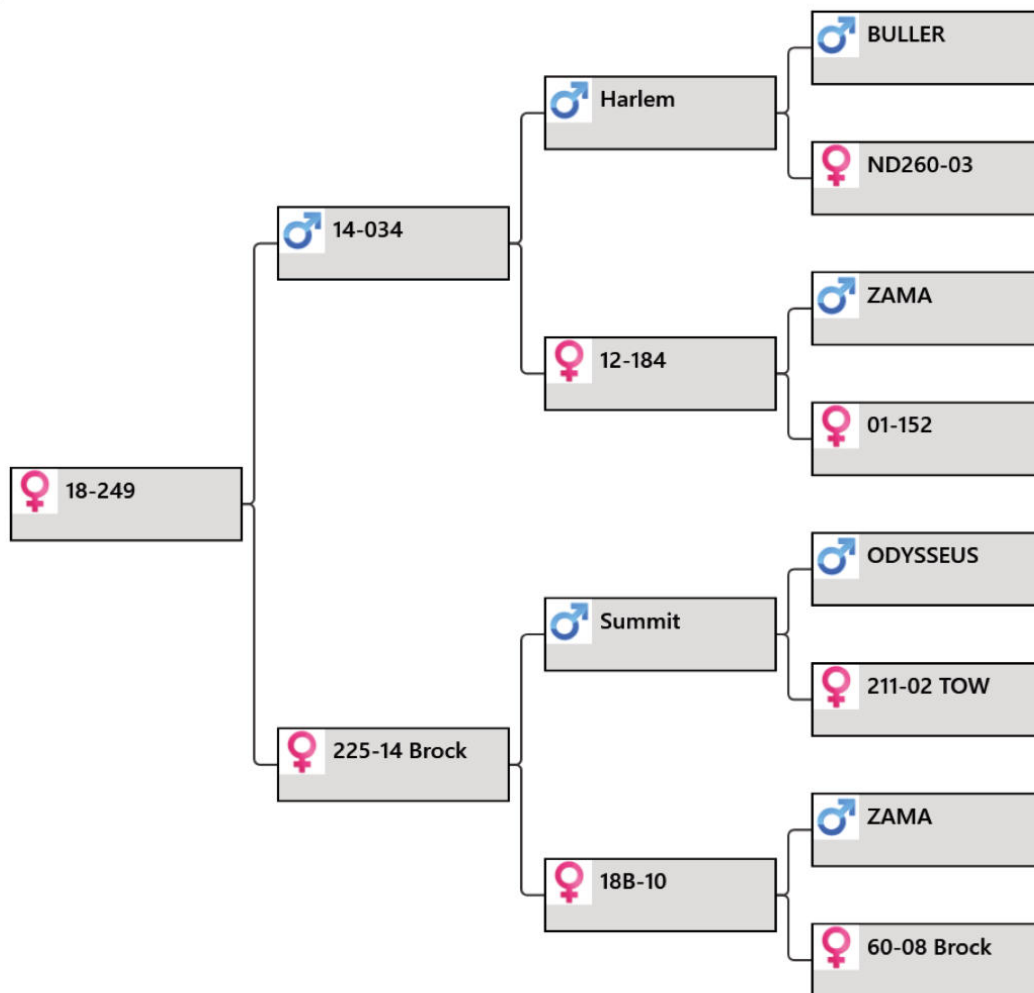 BULLER
Harlem
ND260-03
14-034
ZAMA
12-184
01-152
18-249
ODYSSEUS
Summit
211-02 TOW
225-14 Brock
ZAMA
18B-10
60-08 Brock